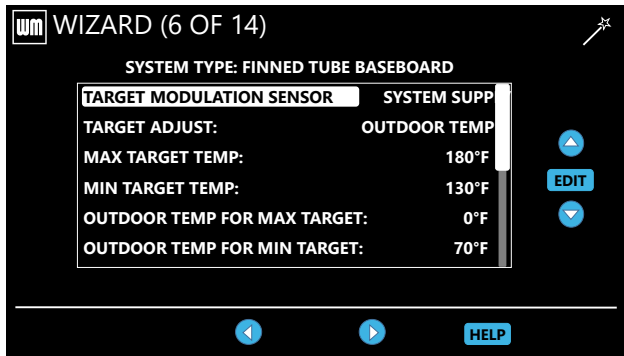 wm WIZARD (6 OF 14)
SYSTEM TYPE: FINNED TUBE BASEBOARD
TARGET MODULATION SENSOR SYSTEM SUPP
TARGET ADJUST: OUTDOOR TEMP
MAX TARGET TEMP: 180°F
MIN TARGET TEMP: 130°F
EDIT
OUTDOOR TEMP FOR MAX TARGET: 0°F
OUTDOOR TEMP FOR MIN TARGET: 70°F
HELP